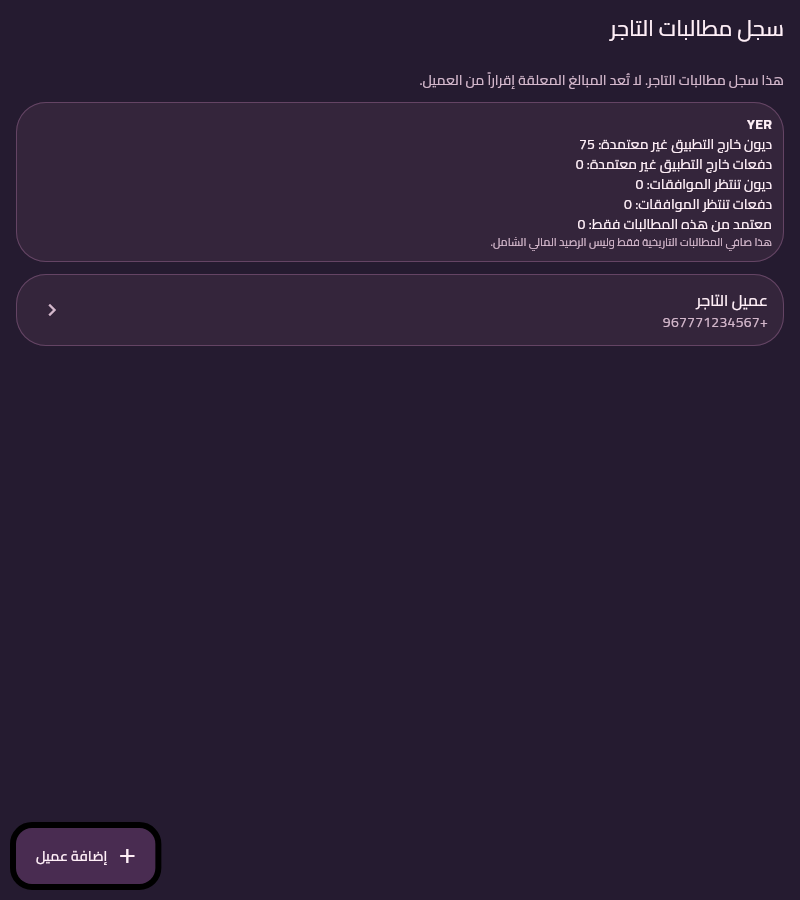 سجل مطالبات التاجر
هذا سجل مطالبات التاجر. لا تُعد المبالغ المعلقة إقراراً من العميل.
YER
ديون خارج التطبيق غير معتمدة: 75
دفعات خارج التطبيق غير معتمدة: 0
ديون تنتظر الموافقات: 0
دفعات تنتظر الموافقات: 0
معتمد من هذه المطالبات فقط: 0
هذا صافي المطالبات التاريخية فقط وليس الرصيد المالي الشامل.
عميل التاجر
967771234567+
إضافة عميل